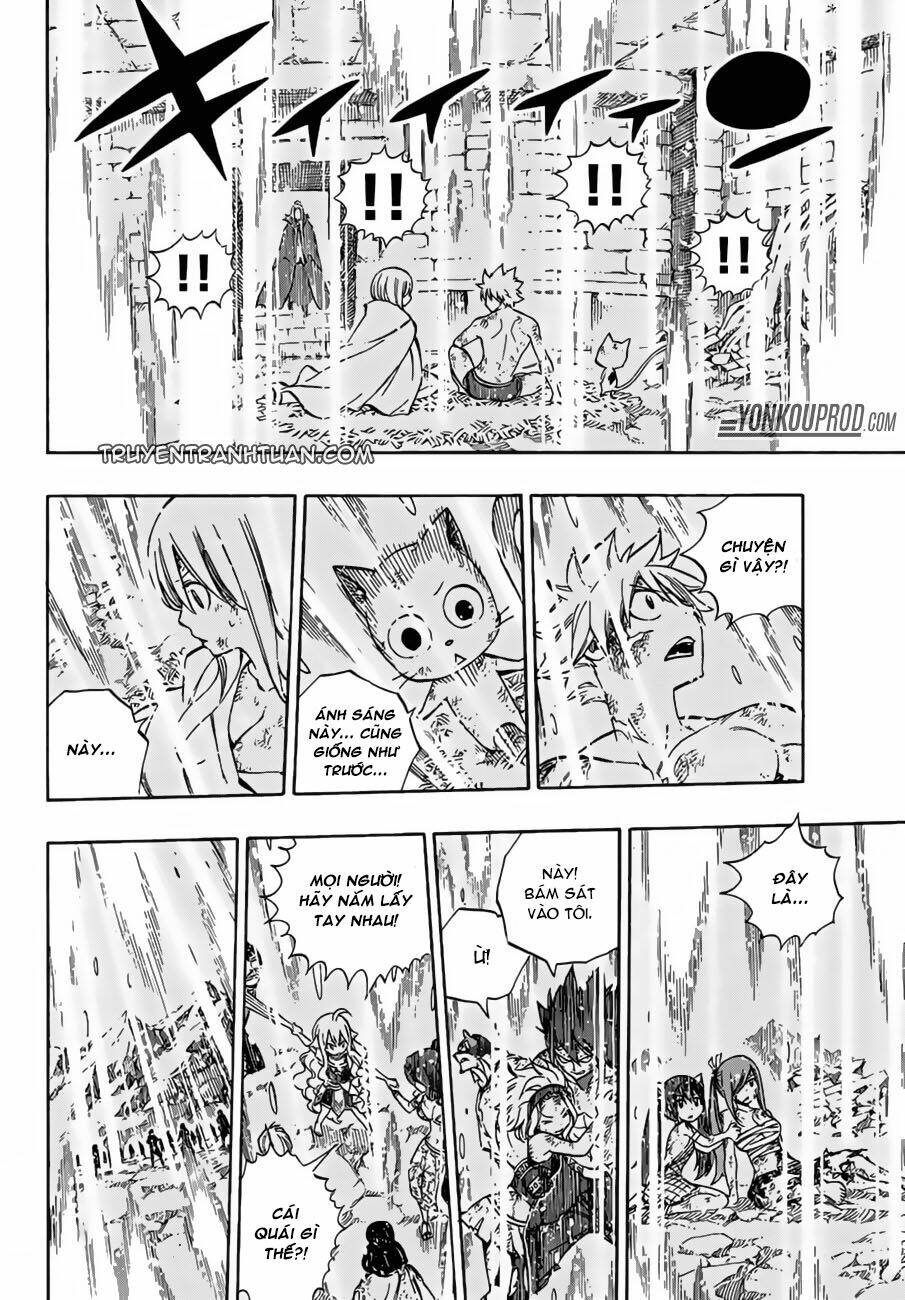 !!
!!
!!
!!
!!
YONKOUPROD.COM
TRUYENTRANHTUAN.COM
CHUYỆN
GÌ VẬY?!
ÁNH SÁNG
NÀY... CŨNG
GIỐNG NHƯ
TRƯỚC...
NÀY...
ĐÂY
LÀ...
NÀY!
BÁM SÁT
VÀO TÔI.
Ừ!
MỌI NGƯỜI!
HÃY NẮM LẤY
TAY NHAU!
CÁI
QUÁI GÌ
THẾ?!